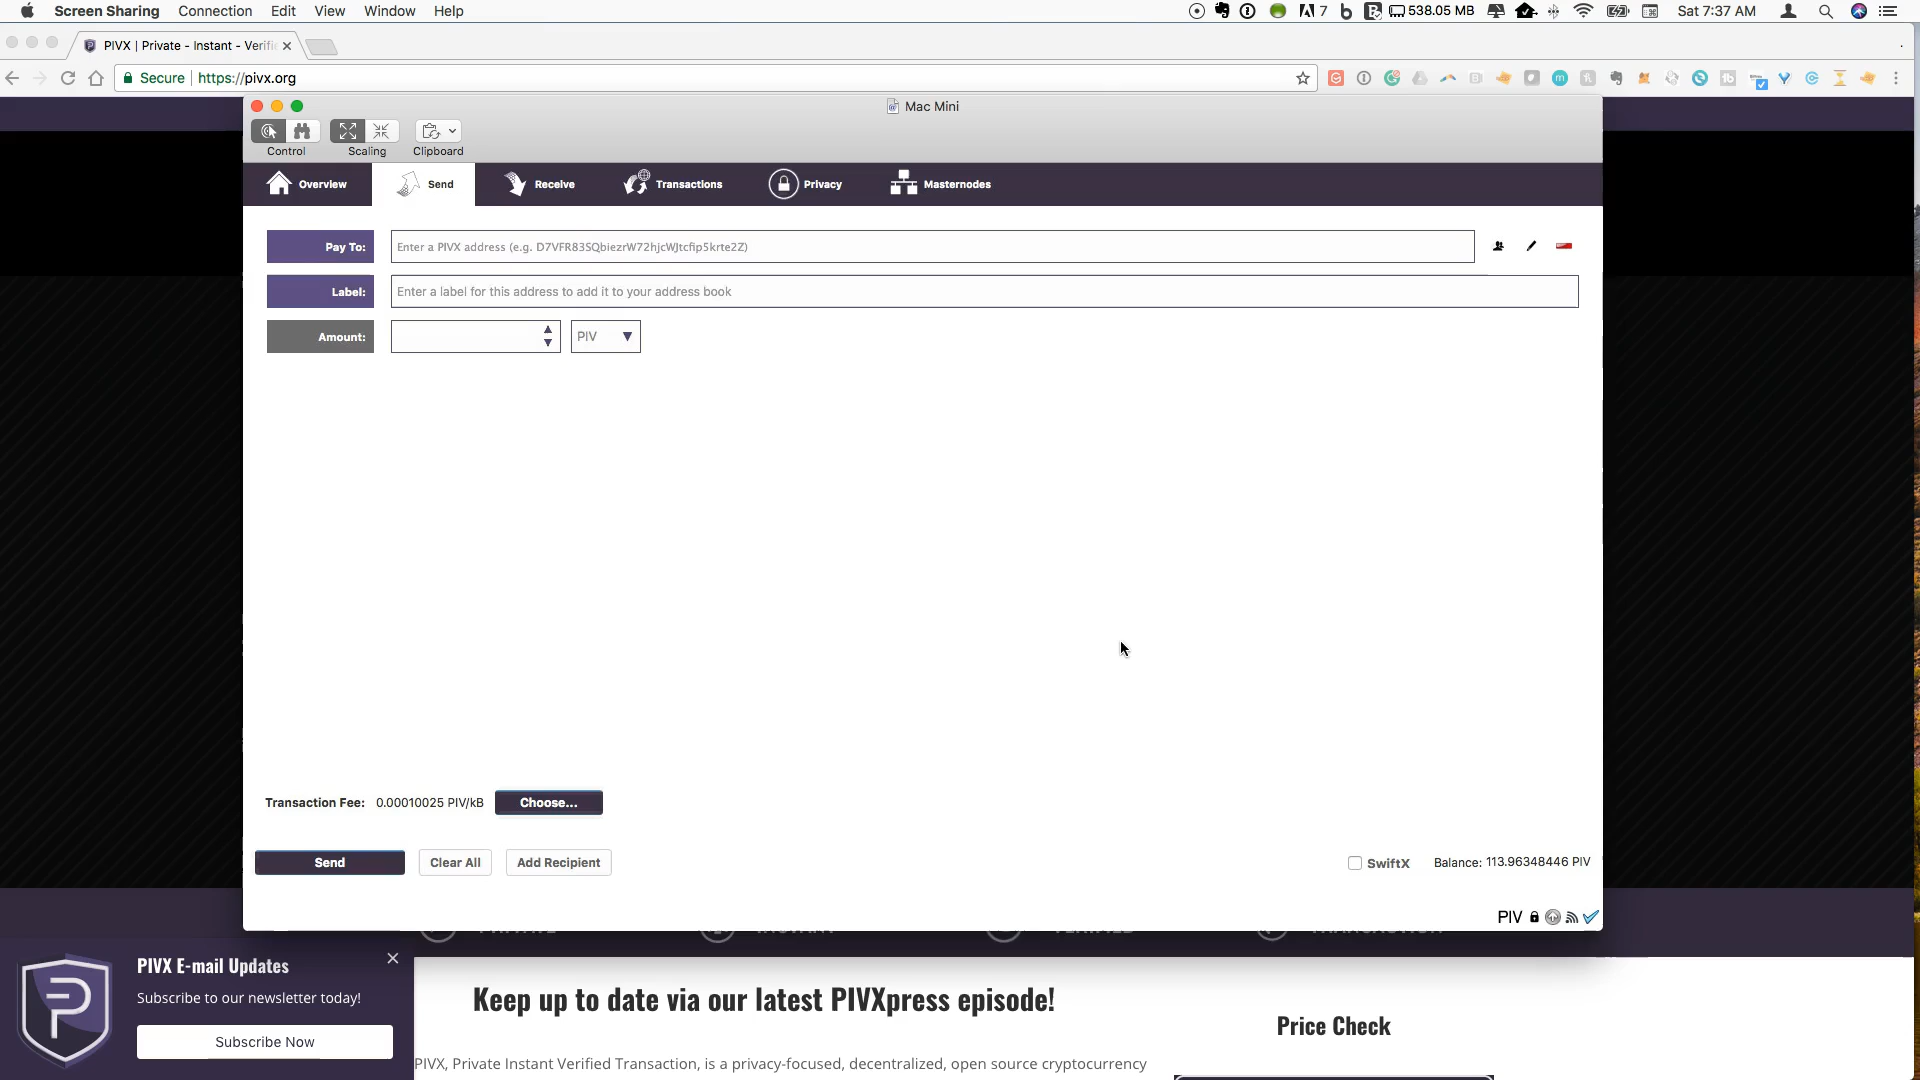 Screen Sharing Connection Edit View Window Help 7 538.05 MB Sat 7:37 AM
PIVX | Private - Instant - Verifi
Secure https://pivx.org
Mac Mini
Control Scaling Clipboard
Overview Send Receive Transactions Privacy Masternodes
Pay To: Enter a PIVX address (e.g. D7VFR83SQbiezrW72hjcWJtcfip5krte2Z)
Label: Enter a label for this address to add it to your address book
Amount: PIV
Transaction Fee: 0.00010025 PIV/kB Choose...
Send Clear All Add Recipient SwiftX Balance: 113.96348446 PIV
PIV
PIVX E-mail Updates
Subscribe to our newsletter today!
Subscribe Now
Keep up to date via our latest PIVXpress episode!
Price Check
PIVX, Private Instant Verified Transaction, is a privacy-focused, decentralized, open source cryptocurrency